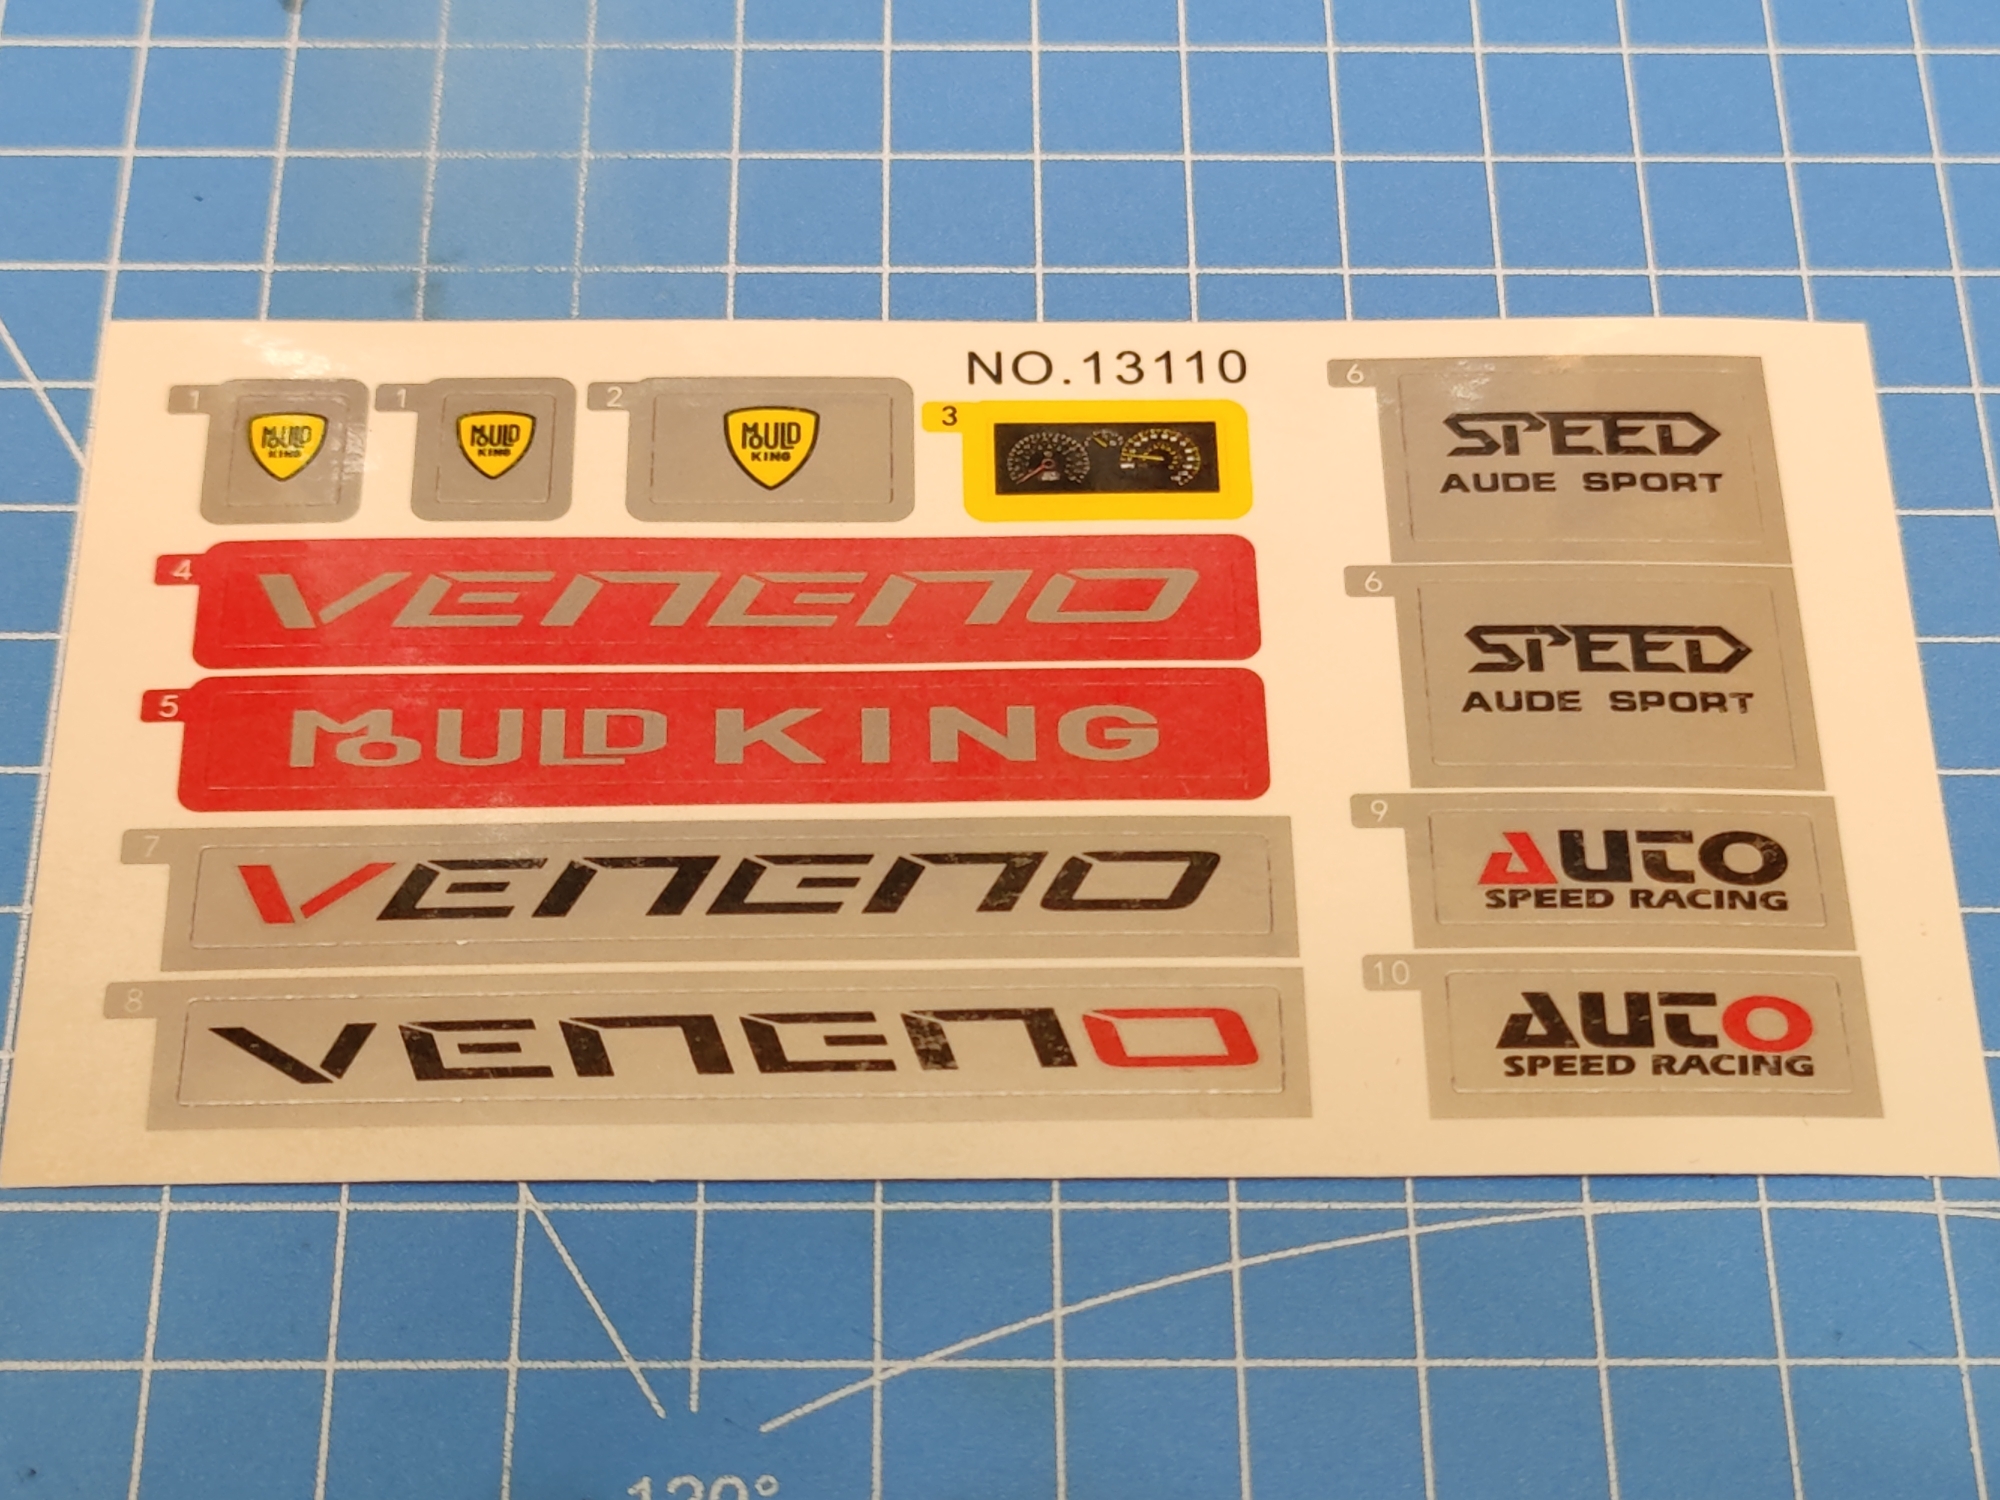 NO.13110
1
MOULD
KING
1
MOULD
KING
2
MOULD
KING
3
4
VENENO
5
MOULD KING
7
VENENO
8
VENENO
6
SPEED
AUDE SPORT
6
SPEED
AUDE SPORT
9
AUTO
SPEED RACING
10
AUTO
SPEED RACING
120°